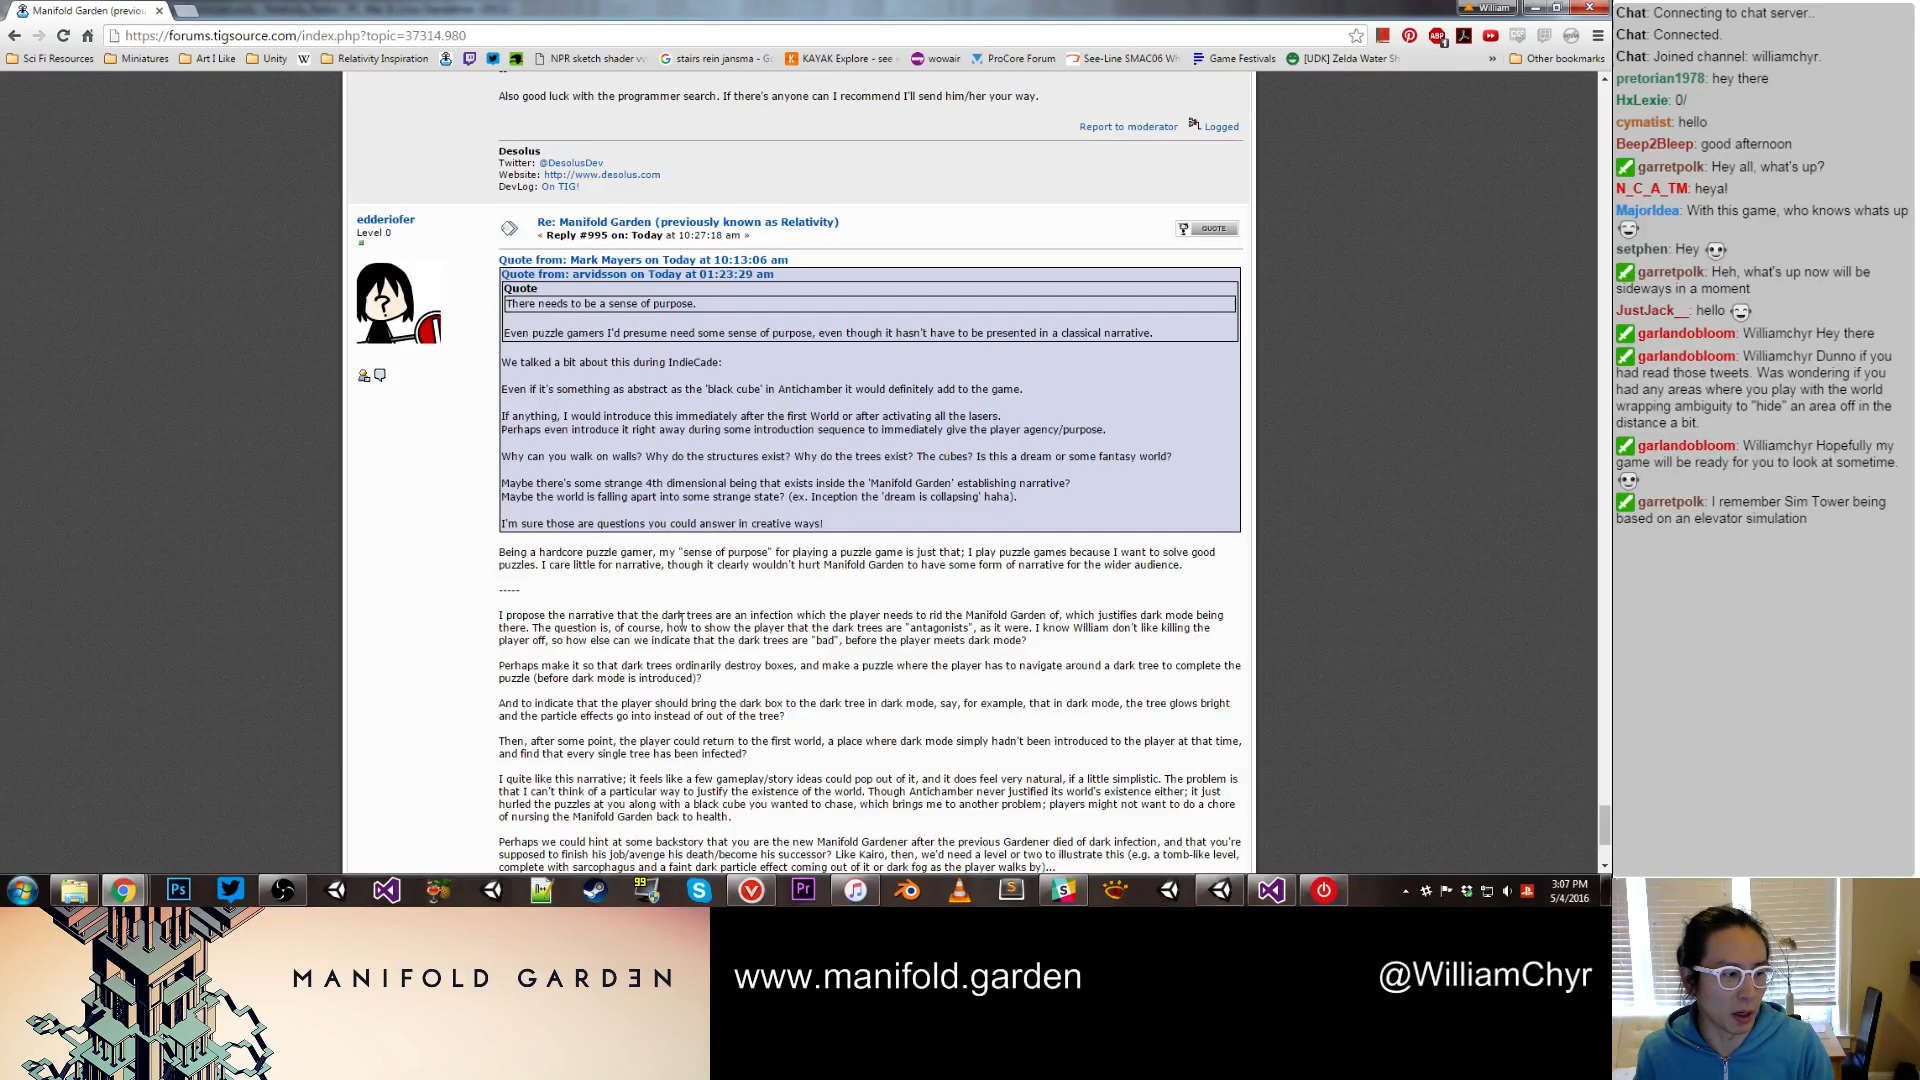 Manifold Garden (previou
William
https://forums.tigsource.com/index.php?topic=37314.980
Sci Fi Resources
Miniatures
Art I Like
Unity
Relativity Inspiration
NPR sketch shader
stairs rein jansma - G
KAYAK Explore - see
wowair
ProCore Forum
See-Line SMAC06 W
Game Festivals
[UDK] Zelda Water S
» Other bookmarks
Also good luck with the programmer search. If there's anyone can I recommend I'll send him/her your way.
Report to moderator Logged
Desolus
Twitter: @DesolusDev
Website: http://www.desolus.com
DevLog: On TIG!
edderiofer
Level 0
Re: Manifold Garden (previously known as Relativity)
« Reply #995 on: Today at 10:27:18 am »
QUOTE
Quote from: Mark Mayers on Today at 10:13:06 am
Quote from: arvidsson on Today at 01:23:29 am
Quote
There needs to be a sense of purpose.
Even puzzle gamers I'd presume need some sense of purpose, even though it hasn't have to be presented in a classical narrative.
We talked a bit about this during IndieCade:
Even if it's something as abstract as the 'black cube' in Antichamber it would definitely add to the game.
If anything, I would introduce this immediately after the first World or after activating all the lasers.
Perhaps even introduce it right away during some introduction sequence to immediately give the player agency/purpose.
Why can you walk on walls? Why do the structures exist? Why do the trees exist? The cubes? Is this a dream or some fantasy world?
Maybe there's some strange 4th dimensional being that exists inside the 'Manifold Garden' establishing narrative?
Maybe the world is falling apart into some strange state? (ex. Inception the 'dream is collapsing' haha).
I'm sure those are questions you could answer in creative ways!
Being a hardcore puzzle gamer, my "sense of purpose" for playing a puzzle game is just that; I play puzzle games because I want to solve good
puzzles. I care little for narrative, though it clearly wouldn't hurt Manifold Garden to have some form of narrative for the wider audience.
-----
I propose the narrative that the dark trees are an infection which the player needs to rid the Manifold Garden of, which justifies dark mode being
there. The question is, of course, how to show the player that the dark trees are "antagonists", as it were. I know William don't like killing the
player off, so how else can we indicate that the dark trees are "bad", before the player meets dark mode?
Perhaps make it so that dark trees ordinarily destroy boxes, and make a puzzle where the player has to navigate around a dark tree to complete the
puzzle (before dark mode is introduced)?
And to indicate that the player should bring the dark box to the dark tree in dark mode, say, for example, that in dark mode, the tree glows bright
and the particle effects go into instead of out of the tree?
Then, after some point, the player could return to the first world, a place where dark mode simply hadn't been introduced to the player at that time,
and find that every single tree has been infected?
I quite like this narrative; it feels like a few gameplay/story ideas could pop out of it, and it does feel very natural, if a little simplistic. The problem is
that I can't think of a particular way to justify the existence of the world. Though Antichamber never justified its world's existence either; it just
hurled the puzzles at you along with a black cube you wanted to chase, which brings me to another problem; players might not want to do a chore
of nursing the Manifold Garden back to health.
Perhaps we could hint at some backstory that you are the new Manifold Gardener after the previous Gardener died of dark infection, and that you're
supposed to finish his job/avenge his death/become his successor? Like Kairo, then, we'd need a level or two to illustrate this (e.g. a tomb-like level,
complete with sarcophagus and a faint dark particle effect coming out of it or dark fog as the player walks by)...
Chat: Connecting to chat server..
Chat: Connected.
Chat: Joined channel: williamchyr.
pretorian1978: hey there
HxLexie: 0/
cymatist: hello
Beep2Bleep: good afternoon
garretpolk: Hey all, what's up?
N_C_A_TM: heya!
MajorIdea: With this game, who knows whats up
setphen: Hey
garretpolk: Heh, what's up now will be
sideways in a moment
JustJack__: hello
garlandobloom: Williamchyr Hey there
garlandobloom: Williamchyr Dunno if you
had read those tweets. Was wondering if you
had any areas where you play with the world
wrapping ambiguity to "hide" an area off in the
distance a bit.
garlandobloom: Williamchyr Hopefully my
game will be ready for you to look at sometime.
garretpolk: I remember Sim Tower being
based on an elevator simulation
99
3:07 PM
5/4/2016
MANIFOLD GARDƎN
www.manifold.garden
@WilliamChyr